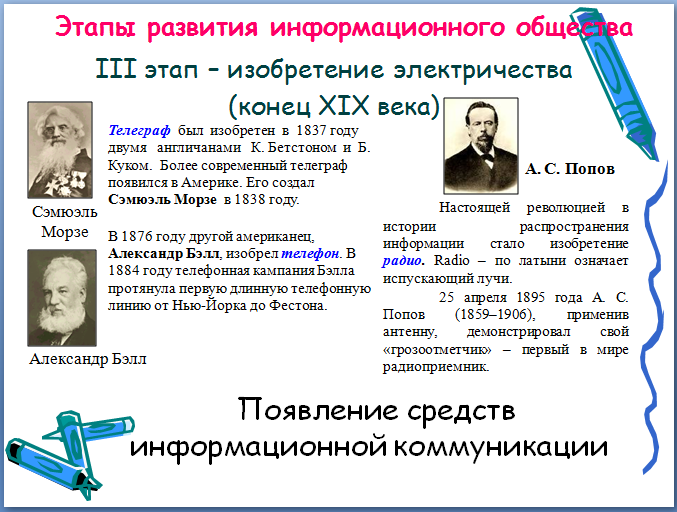 Этапы развития информационного общества
III этап – изобретение электричества
(конец XIX века)
Телеграф был изобретен в 1837 году
двумя англичанами К. Бетстоном и Б.
Куком. Более современный телеграф
появился в Америке. Его создал
Сэмюэль Морзе в 1838 году.
Сэмюэль
Морзе
В 1876 году другой американец,
Александр Бэлл, изобрел телефон. В
1884 году телефонная кампания Бэлла
протянула первую длинную телефонную
линию от Нью-Йорка до Фестона.
Александр Бэлл
А. С. Попов
Настоящей революцией в
истории распространения
информации стало изобретение
радио. Radio – по латыни означает
испускающий лучи.
25 апреля 1895 года А. С.
Попов (1859–1906), применив
антенну, демонстрировал свой
«грозоотметчик» – первый в мире
радиоприемник.
Появление средств
информационной коммуникации